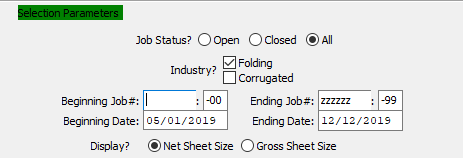 Selection Parameters
Job Status? Open Closed All
Industry? Folding
Corrugated
Beginning Job#: : -00 Ending Job#: zzzzzz : -99
Beginning Date: 05/01/2019 Ending Date: 12/12/2019
Display? Net Sheet Size Gross Sheet Size